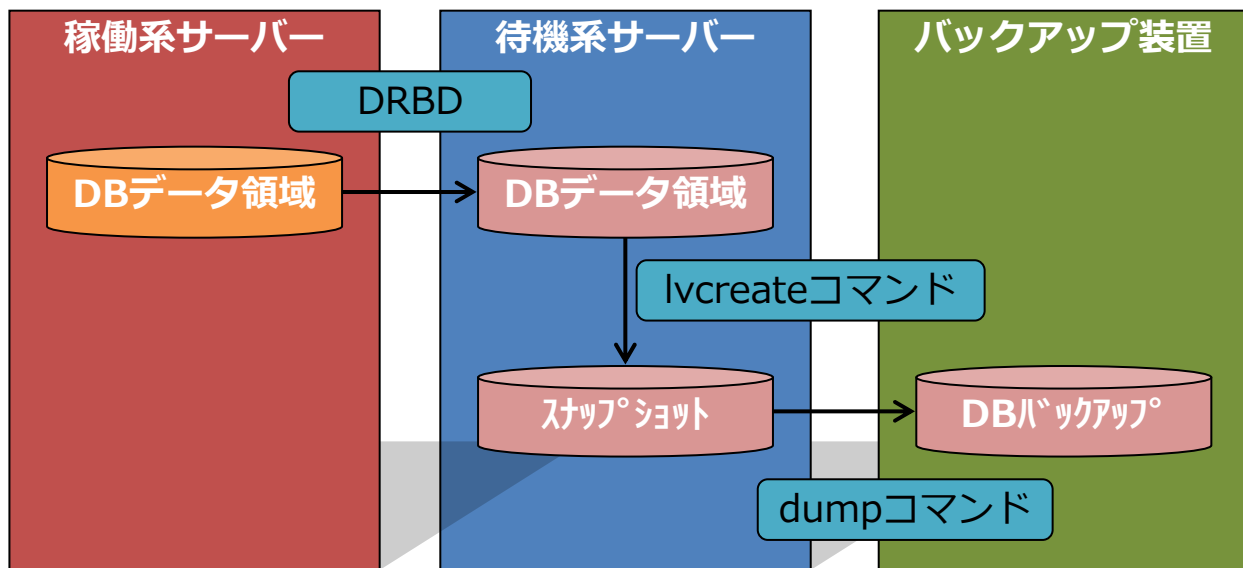 稼働系サーバー
待機系サーバー
バックアップ装置
DRBD
DBデータ領域
DBデータ領域
lvcreateコマンド
ｽﾅｯﾌﾟｼｮｯﾄ
DBﾊﾞｯｸｱｯﾌﾟ
dumpコマンド